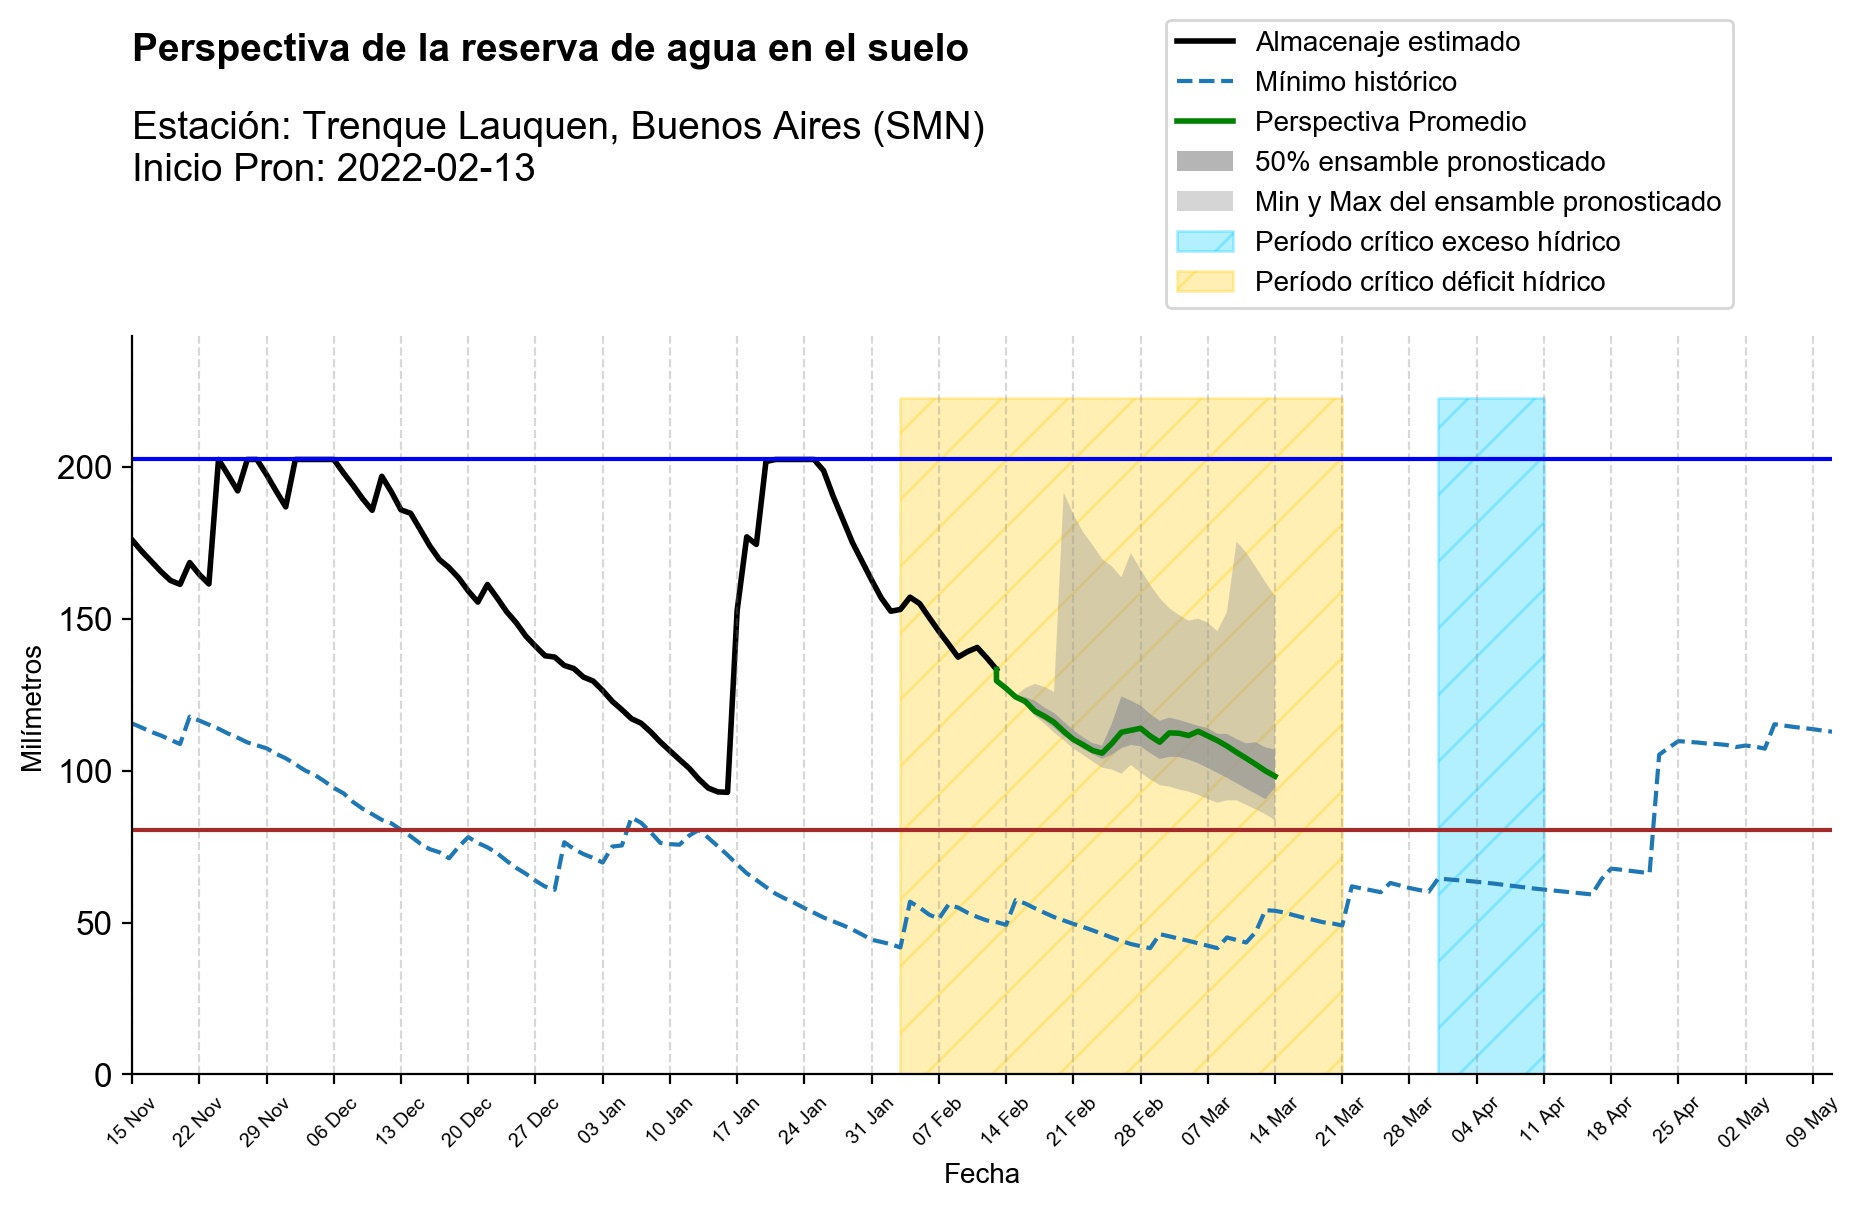 Perspectiva de la reserva de agua en el suelo
Estación: Trenque Lauquen, Buenos Aires (SMN)
Inicio Pron: 2022-02-13
Almacenaje estimado
Mínimo histórico
Perspectiva Promedio
50% ensamble pronosticado
Min y Max del ensamble pronosticado
Período crítico exceso hídrico
Período crítico déficit hídrico
Milímetros
200
150
100
50
0
15 Nov
22 Nov
29 Nov
06 Dec
13 Dec
20 Dec
27 Dec
03 Jan
10 Jan
17 Jan
24 Jan
31 Jan
07 Feb
14 Feb
21 Feb
28 Feb
07 Mar
14 Mar
21 Mar
28 Mar
04 Apr
11 Apr
18 Apr
25 Apr
02 May
09 May
Fecha